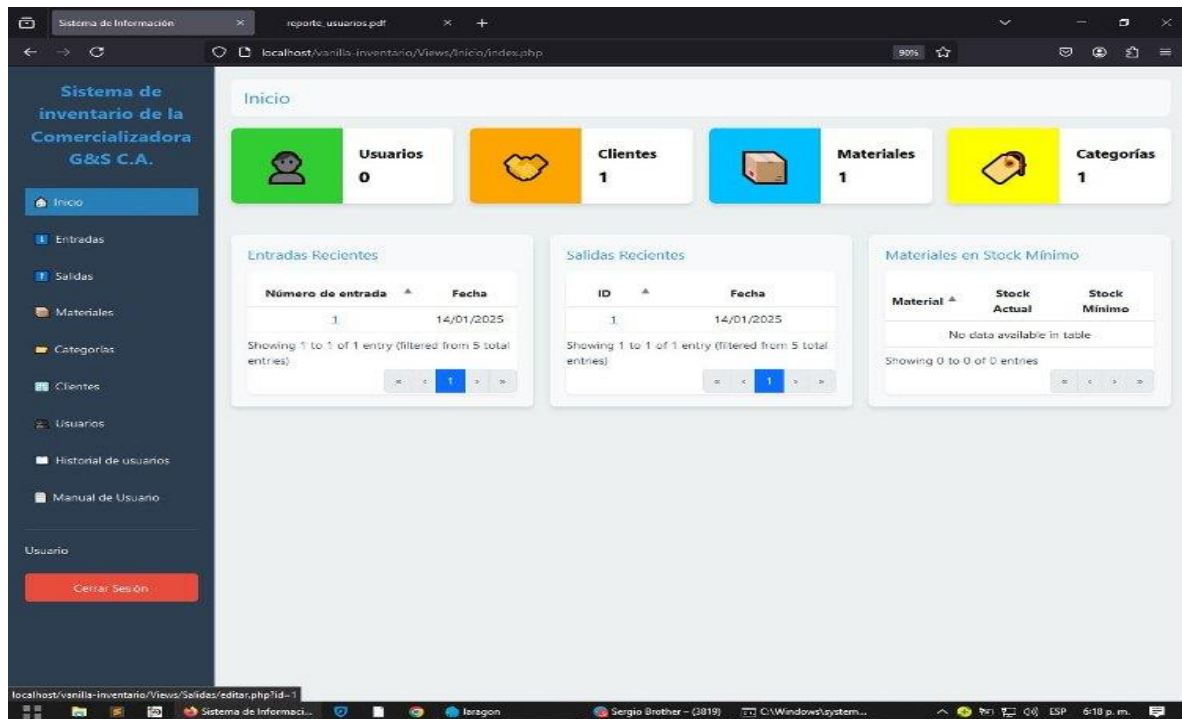 Sistema de Información
reporte_usuarios.pdf
localhost/vanilla-inventario/Views/Inicio/index.php
90%
Sistema de
inventario de la
Comercializadora
G&S C.A.
Inicio
Entradas
Salidas
Materiales
Categorías
Clientes
Usuarios
Historial de usuarios
Manual de Usuario
Usuario
Cerrar Sesión
Inicio
Usuarios
0
Clientes
1
Materiales
1
Categorías
1
Entradas Recientes
Número de entrada Fecha
1 14/01/2025
Showing 1 to 1 of 1 entry (filtered from 5 total
entries)
« ‹ 1 › »
Salidas Recientes
ID Fecha
1 14/01/2025
Showing 1 to 1 of 1 entry (filtered from 5 total
entries)
« ‹ 1 › »
Materiales en Stock Mínimo
Material Stock Actual Stock Mínimo
No data available in table
Showing 0 to 0 of 0 entries
« ‹ › »
localhost/vanilla-inventario/Views/Salidas/editar.php?id=1
Sistema de Informaci... laragon Sergio Brother – (3819) C:\Windows\system... ESP 6:18 p. m.